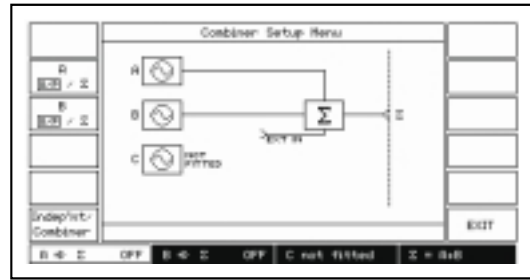 Combiner Setup Menu
A
/ Σ
B
/ Σ
A
B
Σ
Σ
EXT IN
C
NOT
FITTED
Indep'nt/
Combiner
EXIT
OFF
OFF
C not fitted